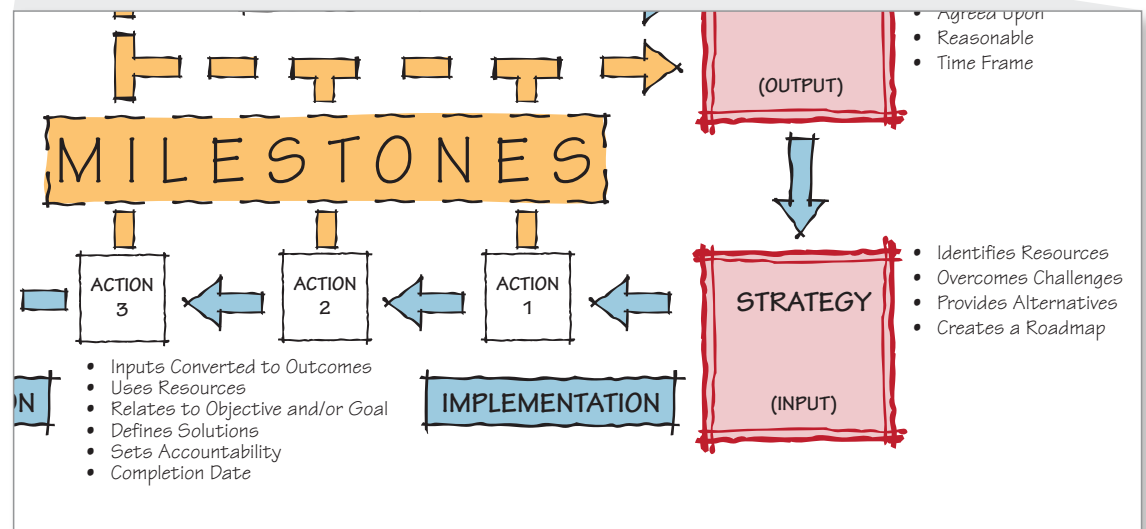 Agreed Upon
Reasonable
Time Frame
(OUTPUT)
MILESTONES
Identifies Resources
Overcomes Challenges
Provides Alternatives
Creates a Roadmap
STRATEGY
(INPUT)
ACTION
1
ACTION
2
ACTION
3
IMPLEMENTATION
ON
Inputs Converted to Outcomes
Uses Resources
Relates to Objective and/or Goal
Defines Solutions
Sets Accountability
Completion Date